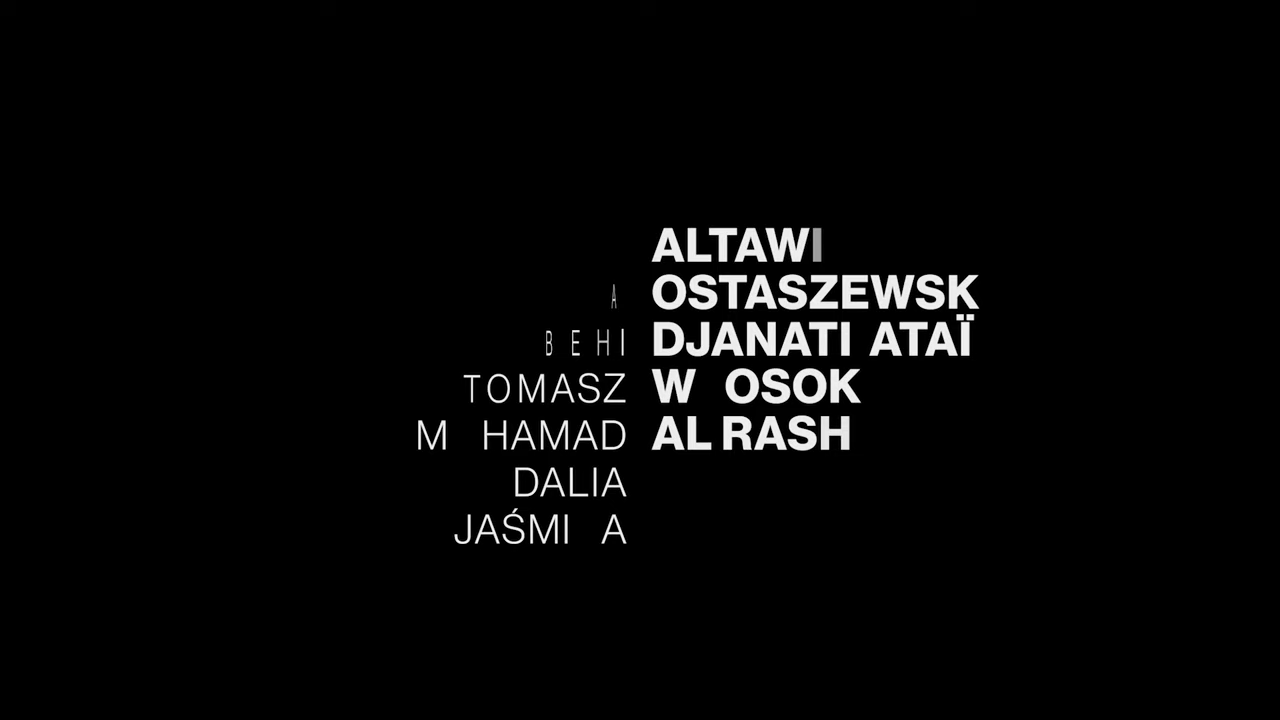 ALTAWI
A OSTASZEWSK
BEHI DJANATI ATAÏ
TOMASZ W OSOK
M HAMAD AL RASH
DALIA
JAŚMI A